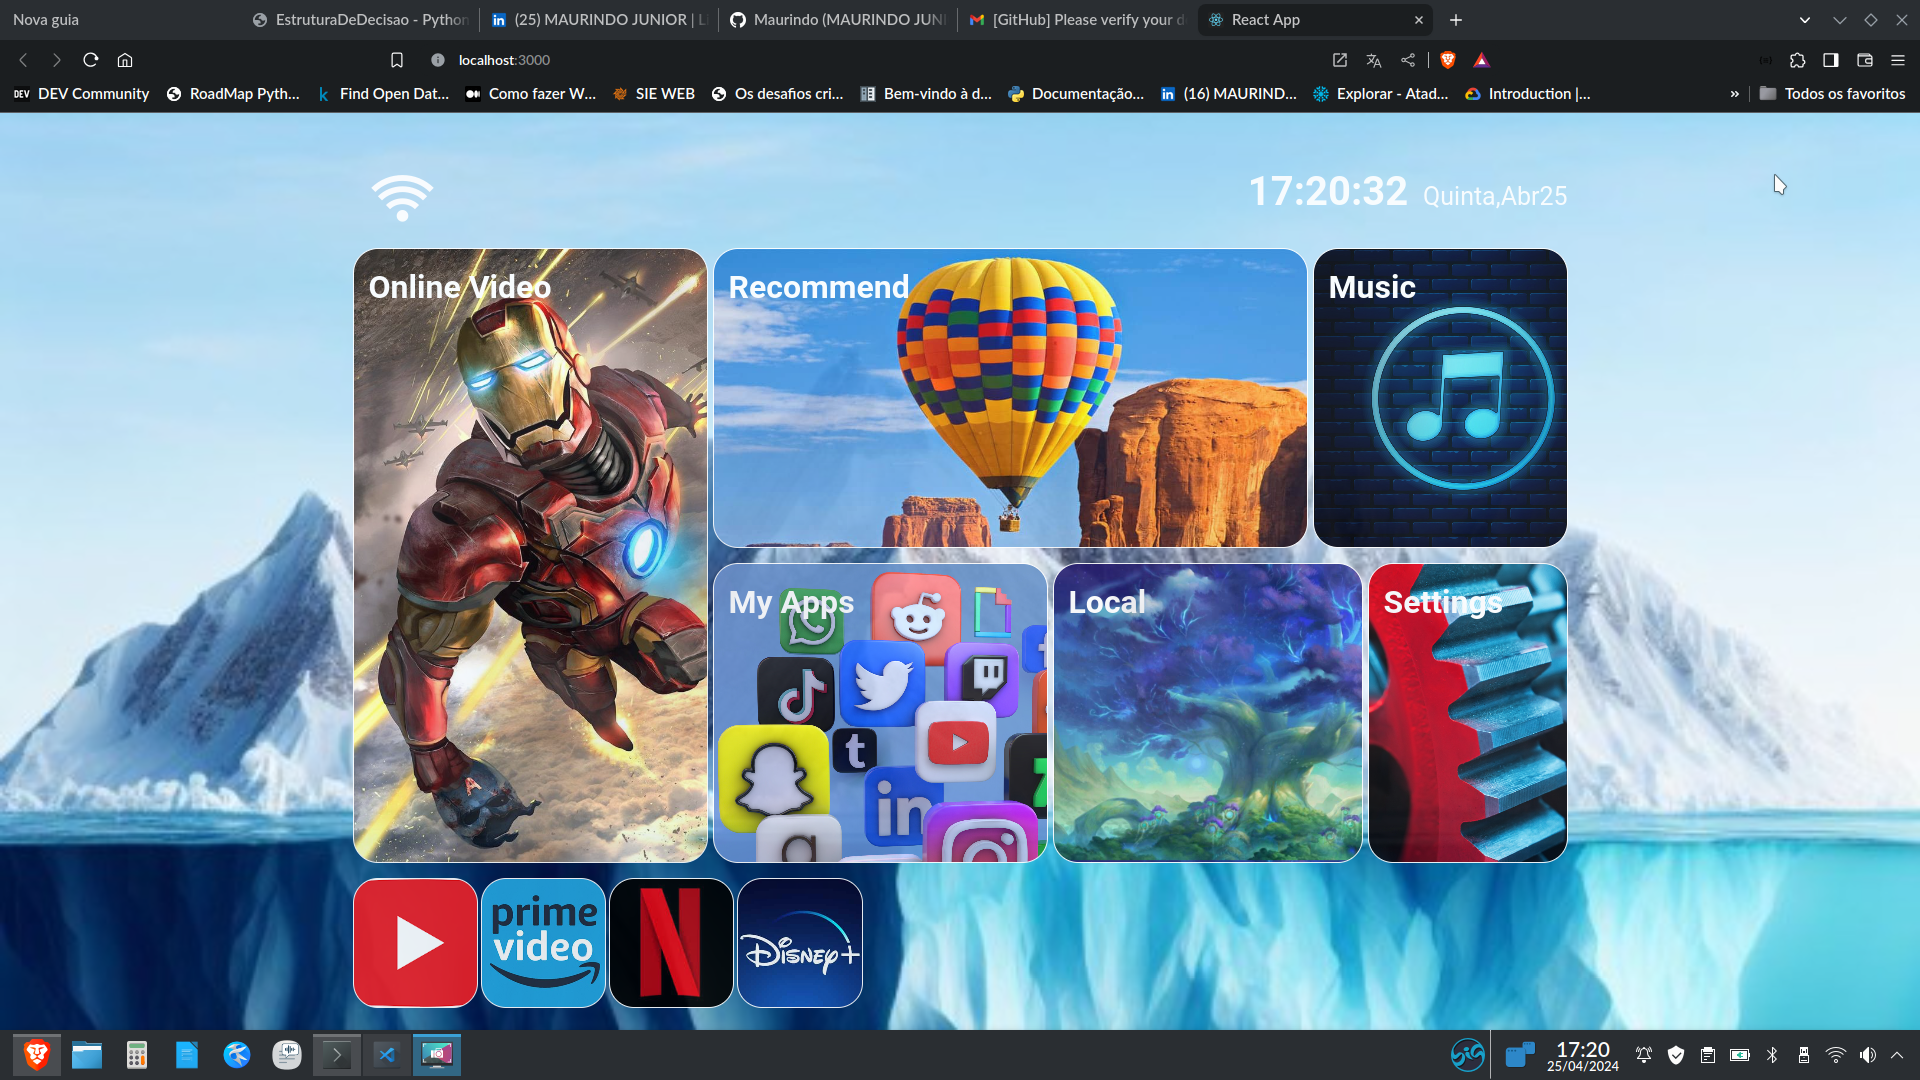 Nova guia
EstruturaDeDecisao - Python
(25) MAURINDO JUNIOR | L
Maurindo (MAURINDO JUN
[GitHub] Please verify your d
React App
localhost:3000
DEV Community
RoadMap Pyth...
Find Open Dat...
Como fazer W...
SIE WEB
Os desafios cri...
Bem-vindo à d...
Documentação...
(16) MAURIND...
Explorar - Atad...
Introduction |...
»
Todos os favoritos
17:20:32 Quinta,Abr25
Online Video
Recommend
Music
My Apps
Local
Settings
t
in
a
prime video
N
Disney+
17:20
25/04/2024